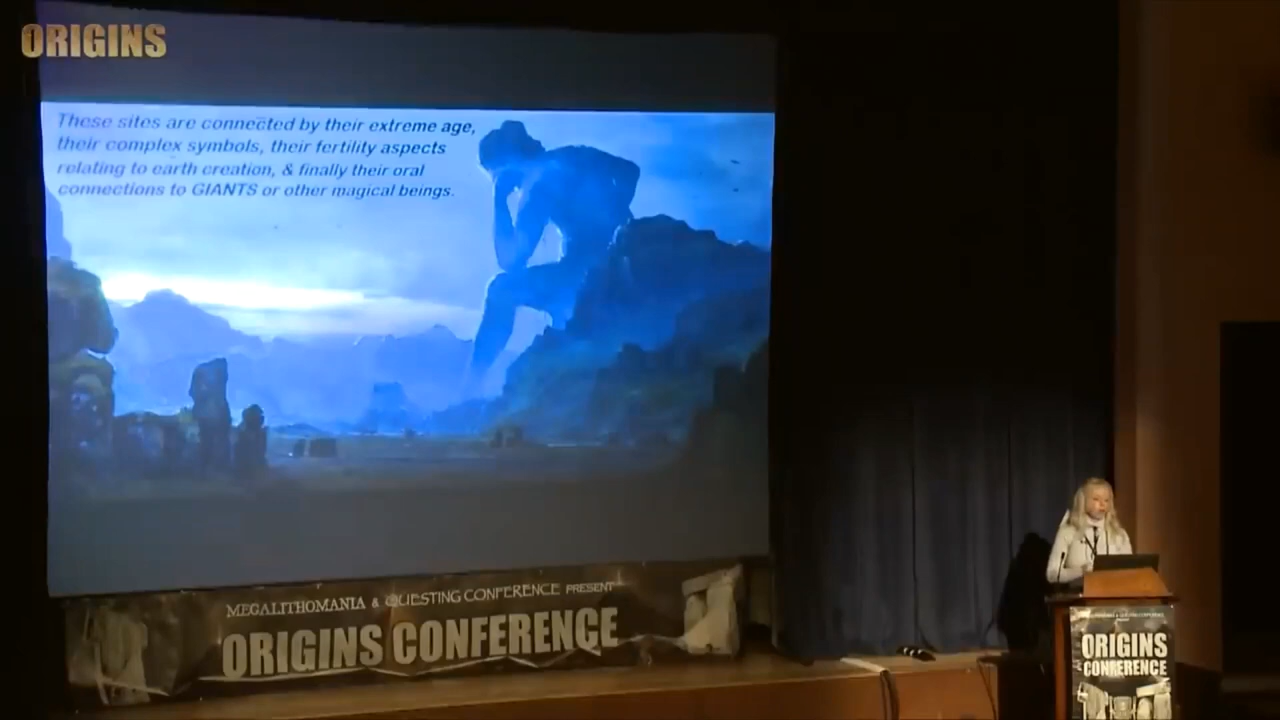 ORIGINS
These sites are connected by their extreme age,
their complex symbols, their fertility aspects
relating to earth creation, & finally their oral
connections to GIANTS or other magical beings.
MEGALITHOMANIA & QUESTING CONFERENCE PRESENT
ORIGINS CONFERENCE
ORIGINS
CONFERENCE